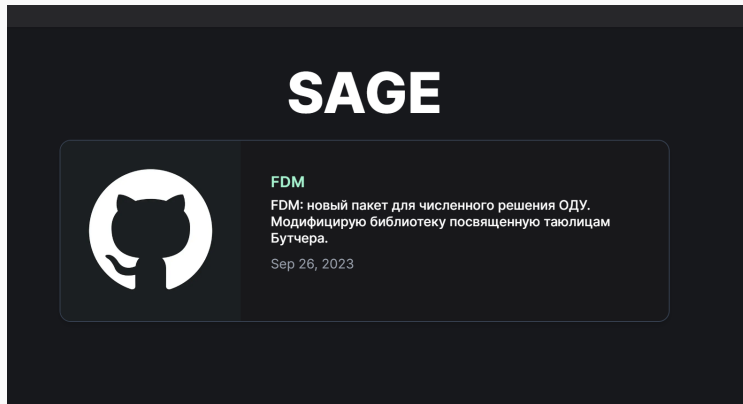 SAGE
FDM
FDM: новый пакет для численного решения ОДУ.
Модифицирую библиотеку посвященную таюлицам
Бутчера.
Sep 26, 2023